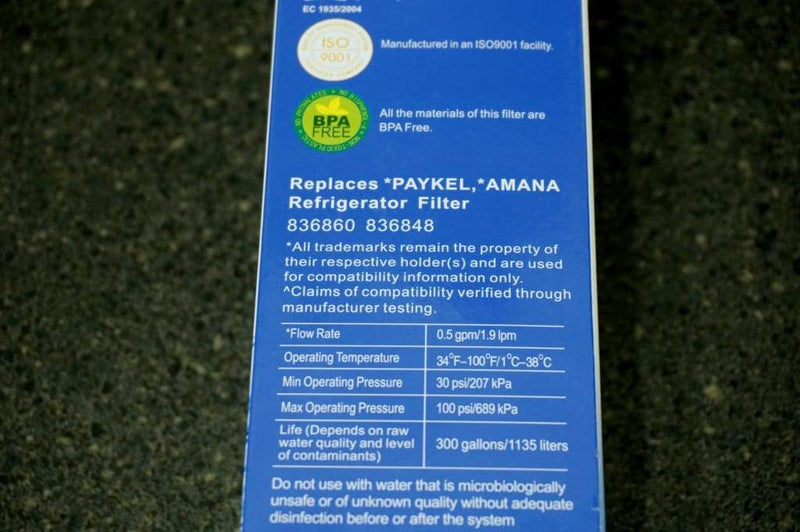 EC 1935/2004
ISO
9001
Manufactured in an ISO9001 facility.
BPA
FREE
NON-TOXIC PLASTIC
All the materials of this filter are
BPA Free.
Replaces *PAYKEL,*AMANA
Refrigerator Filter
836860 836848
*All trademarks remain the property of
their respective holder(s) and are used
for compatibility information only.
^Claims of compatibility verified through
manufacturer testing.
*Flow Rate 0.5 gpm/1.9 lpm
Operating Temperature 34°F–100°F/1°C–38°C
Min Operating Pressure 30 psi/207 kPa
Max Operating Pressure 100 psi/689 kPa
Life (Depends on raw
water quality and level
of contaminants)
300 gallons/1135 liters
Do not use with water that is microbiologically
unsafe or of unknown quality without adequate
disinfection before or after the system